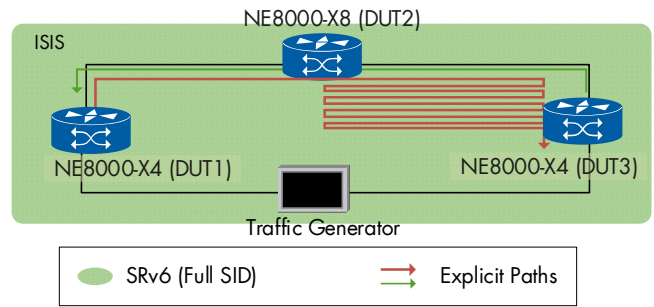 NE8000-X8 (DUT2)
ISIS
NE8000-X4 (DUT1)
NE8000-X4 (DUT3)
Traffic Generator
SRv6 (Full SID)
Explicit Paths